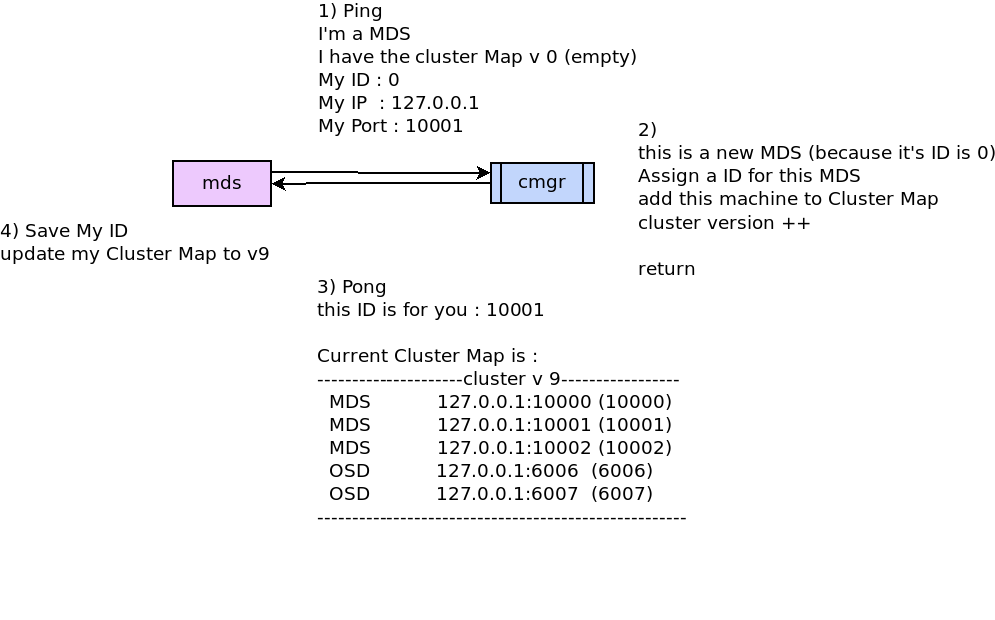 1) Ping
I'm a MDS
I have the cluster Map v 0 (empty)
My ID : 0
My IP  : 127.0.0.1
My Port : 10001
2)
this is a new MDS (because it's ID is 0)
Assign a ID for this MDS
add this machine to Cluster Map
cluster version ++
return
mds
cmgr
4) Save My ID
update my Cluster Map to v9
3) Pong
this ID is for you : 10001
Current Cluster Map is :
---------------------cluster v 9-----------------
MDS 127.0.0.1:10000 (10000)
MDS 127.0.0.1:10001 (10001)
MDS 127.0.0.1:10002 (10002)
OSD 127.0.0.1:6006  (6006)
OSD 127.0.0.1:6007  (6007)
-----------------------------------------------------